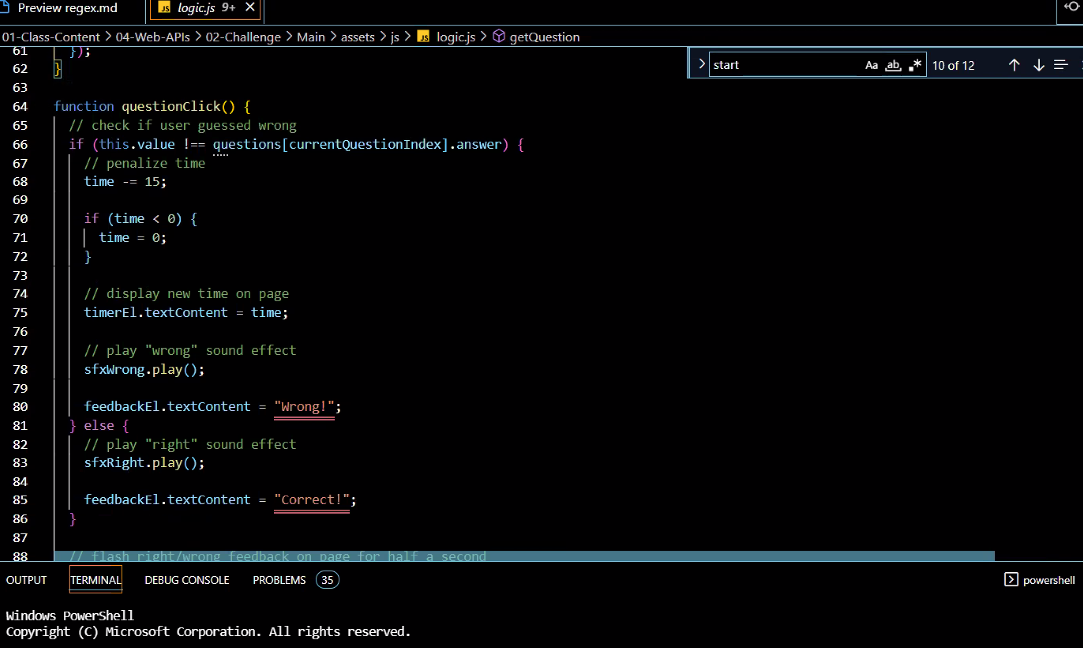 Preview regex.md
JS logic.js 9+
01-Class-Content > 04-Web-APIs > 02-Challenge > Main > assets > js > JS logic.js > getQuestion
start Aa ab .* 10 of 12
61 });
62 }
63
64 function questionClick() {
65 // check if user guessed wrong
66 if (this.value !== questions[currentQuestionIndex].answer) {
67 // penalize time
68 time -= 15;
69
70 if (time < 0) {
71 time = 0;
72 }
73
74 // display new time on page
75 timerEl.textContent = time;
76
77 // play "wrong" sound effect
78 sfxWrong.play();
79
80 feedbackEl.textContent = "Wrong!";
81 } else {
82 // play "right" sound effect
83 sfxRight.play();
84
85 feedbackEl.textContent = "Correct!";
86 }
87
88 // flash right/wrong feedback on page for half a second
OUTPUT TERMINAL DEBUG CONSOLE PROBLEMS 35 powershell
Windows PowerShell
Copyright (C) Microsoft Corporation. All rights reserved.